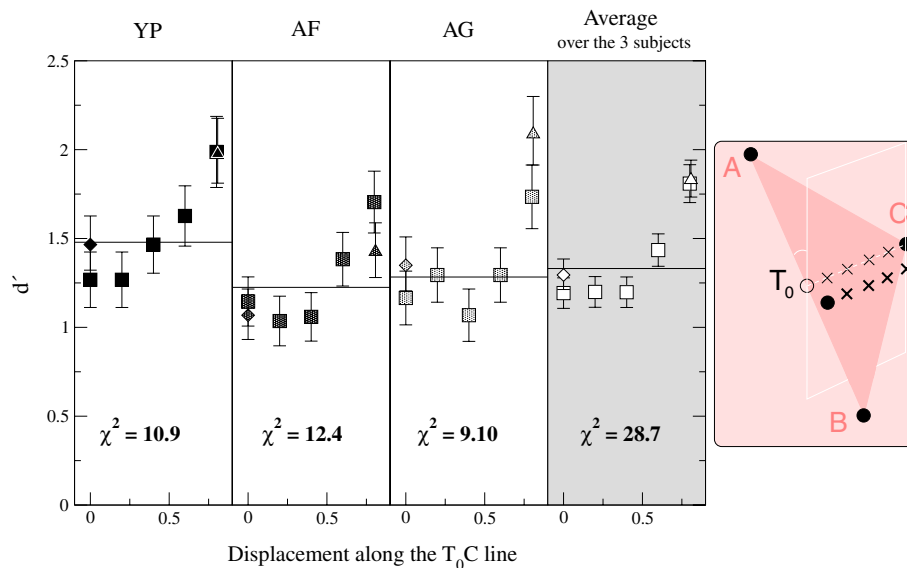 YP
AF
AG
Average
over the 3 subjects
2.5
2
1.5
1
0.5
0
d´
χ² = 10.9
χ² = 12.4
χ² = 9.10
χ² = 28.7
0 0.5 0 0.5 0 0.5 0 0.5
Displacement along the T₀C line
A
C
T₀
B